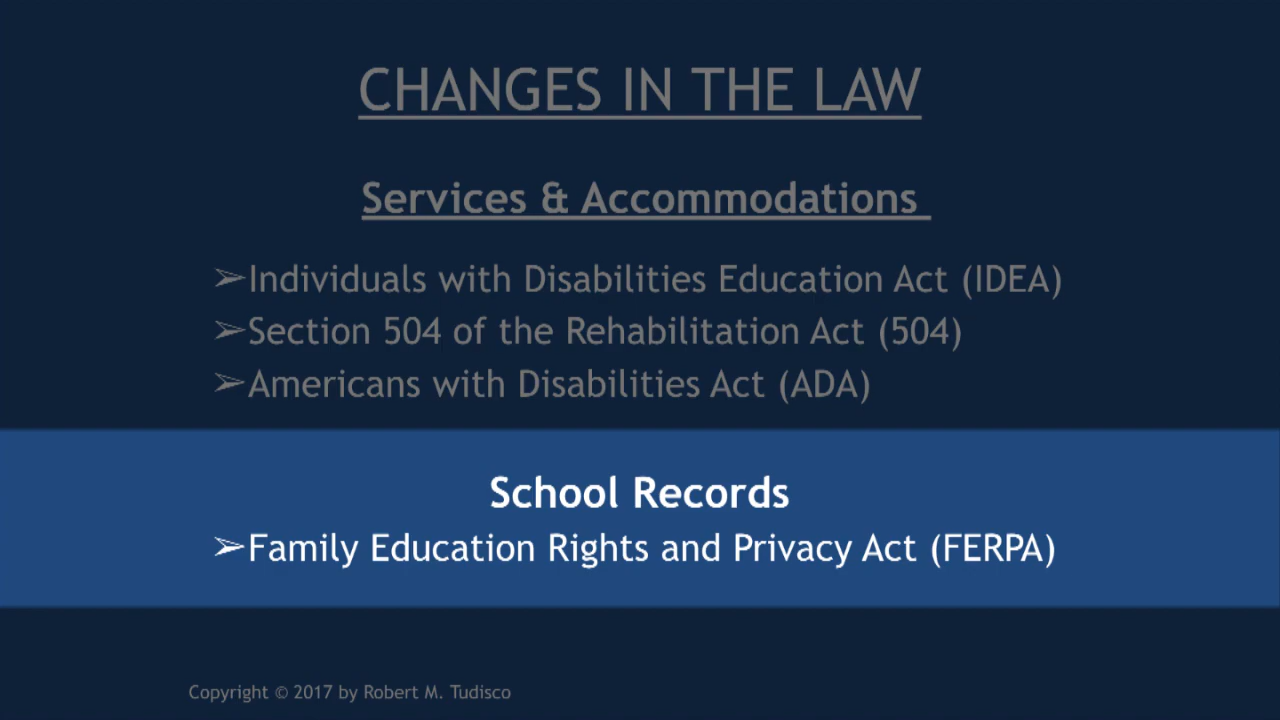 CHANGES IN THE LAW
Services & Accommodations
➢Individuals with Disabilities Education Act (IDEA)
➢Section 504 of the Rehabilitation Act (504)
➢Americans with Disabilities Act (ADA)
School Records
➢Family Education Rights and Privacy Act (FERPA)
Copyright © 2017 by Robert M. Tudisco